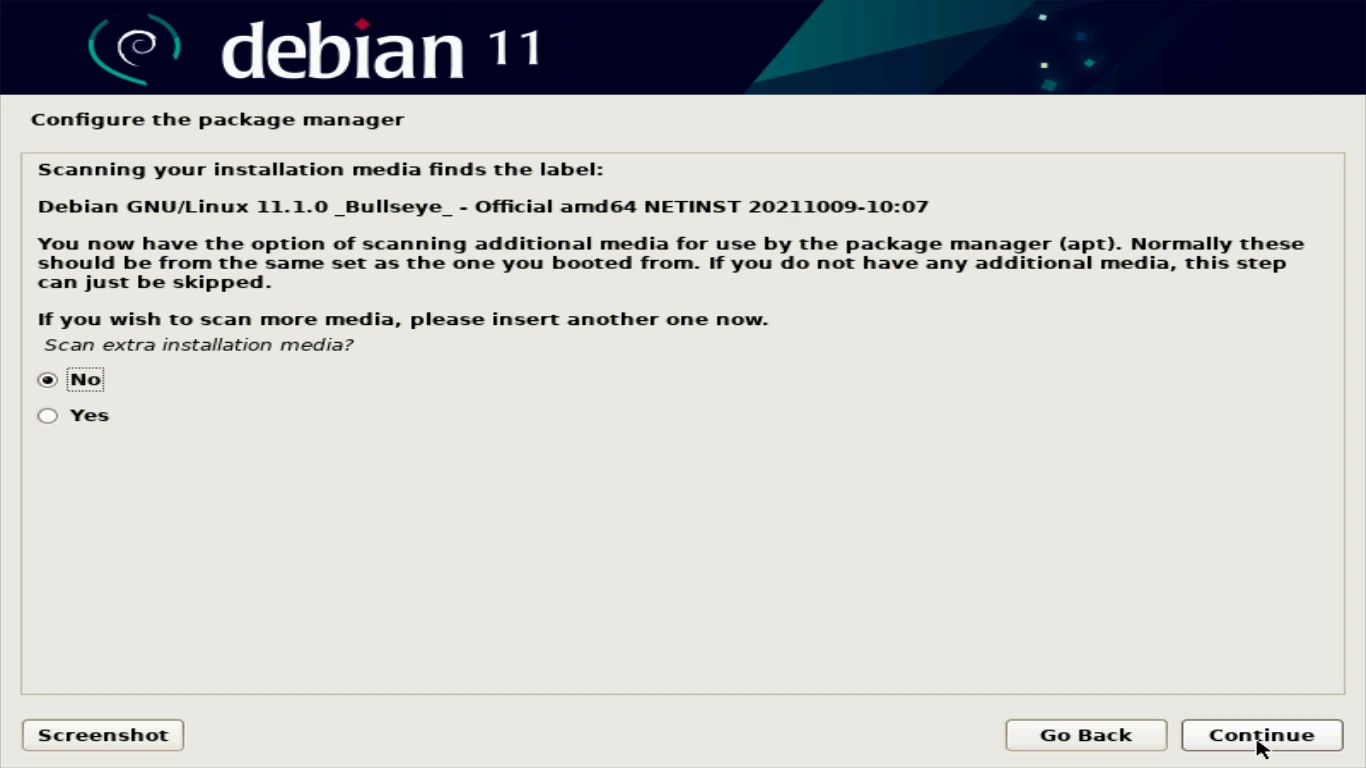 debian 11
Configure the package manager
Scanning your installation media finds the label:
Debian GNU/Linux 11.1.0 _Bullseye_ - Official amd64 NETINST 20211009-10:07
You now have the option of scanning additional media for use by the package manager (apt). Normally these
should be from the same set as the one you booted from. If you do not have any additional media, this step
can just be skipped.
If you wish to scan more media, please insert another one now.
Scan extra installation media?
No
Yes
Screenshot
Go Back
Continue